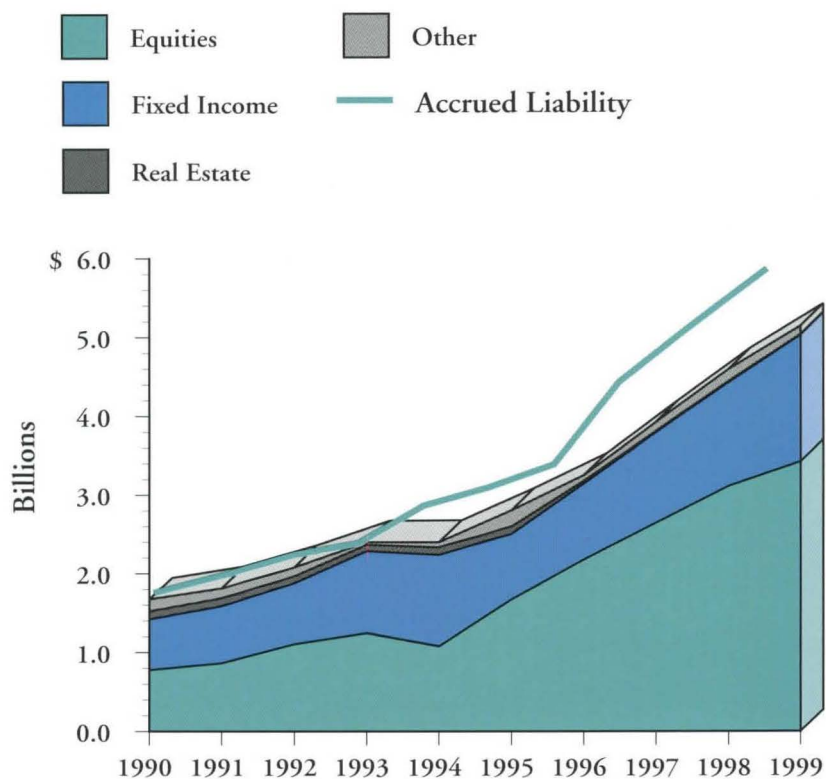 Equities
Other
Fixed Income
Accrued Liability
Real Estate
$ 6.0
5.0
4.0
3.0
2.0
1.0
0.0
Billions
1990 1991 1992 1993 1994 1995 1996 1997 1998 1999